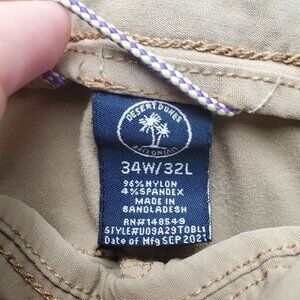 DESERT DUNES
34W/32L
96% NYLON
4% SPANDEX
MADE IN
BANGLADESH
RN#148549
STYLE#U09A29TOBL1
Date of Mfg SEP 202